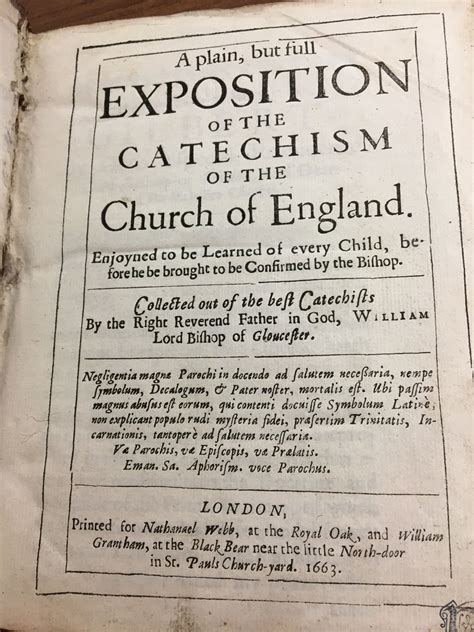 A plain, but full
EXPOSITION
OF THE
CATECHISM
OF THE
Church of England.
Enjoyned to be Learned of every Child, be-
fore he be brought to be Confirmed by the Biſhop.
Collected out of the beſt Catechiſts
By the Right Reverend Father in God, WILLIAM
Lord Biſhop of Glouceſter.
Negligentia magna Parochi in docendo ad ſalutem neceſſaria, nempe
ſymbolum, Decalogum, & Pater noſter, mortalis eſt. Ubi paſſim
magnus abuſus eſt eorum, qui contenti docuiſſe Symbolum Latinè,
non explicant populo rudi myſteria fidei, præſertim Trinitatis, In-
carnationis, tantoperè ad ſalutem neceſſaria.
Væ Parochis, væ Epiſcopis, væ Prælatis.
Eman. Sa. Aphoriſm. voce Parochus.
LONDON,
Printed for Nathanael Webb, at the Royal Oak, and William
Grantham, at the Black Bear near the little North-door
in St. Pauls Church-yard. 1663.